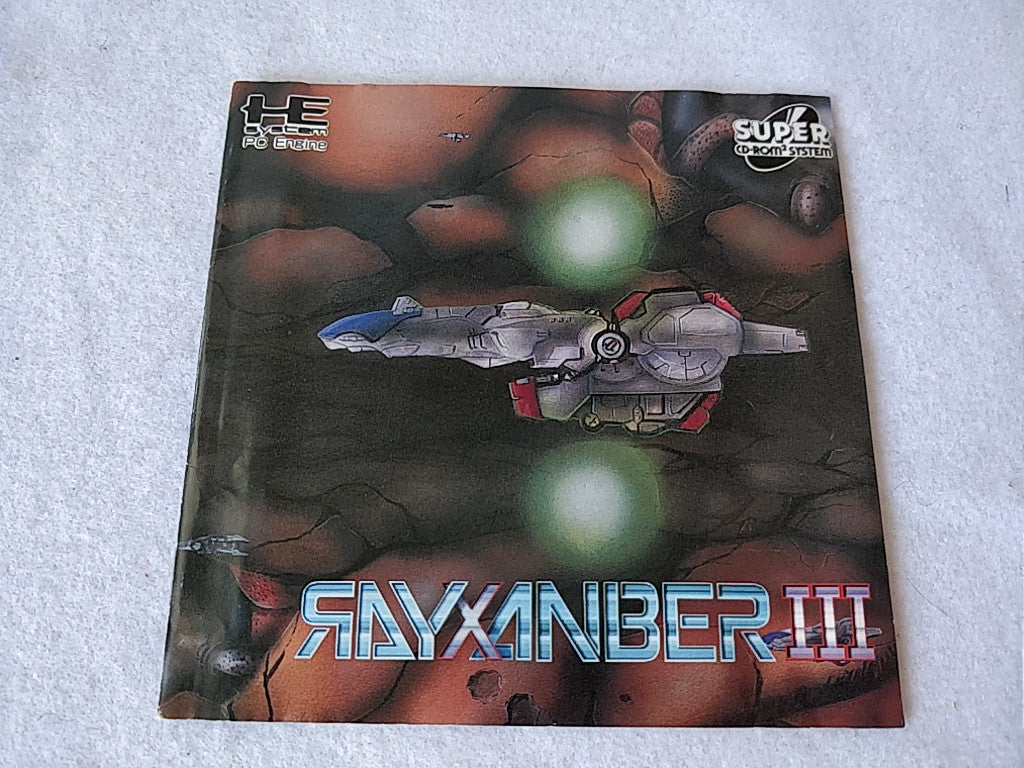 HE
SYSTEM
PC Engine
SUPER
CD-ROM² SYSTEM
RAYXANBER III